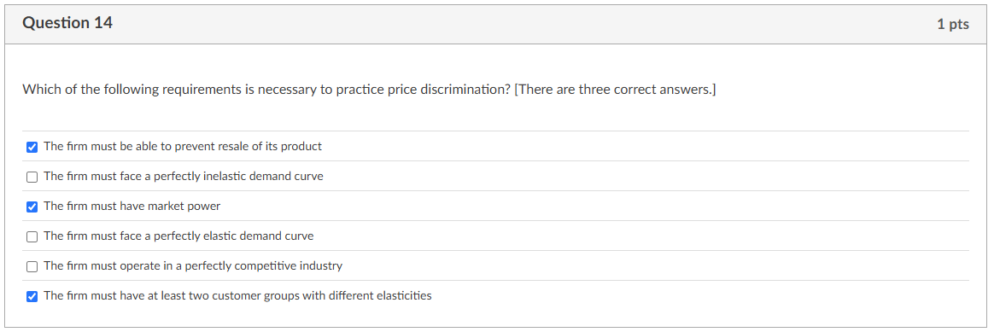 Question 14
1 pts
Which of the following requirements is necessary to practice price discrimination? [There are three correct answers.]
The firm must be able to prevent resale of its product
The firm must face a perfectly inelastic demand curve
The firm must have market power
The firm must face a perfectly elastic demand curve
The firm must operate in a perfectly competitive industry
The firm must have at least two customer groups with different elasticities